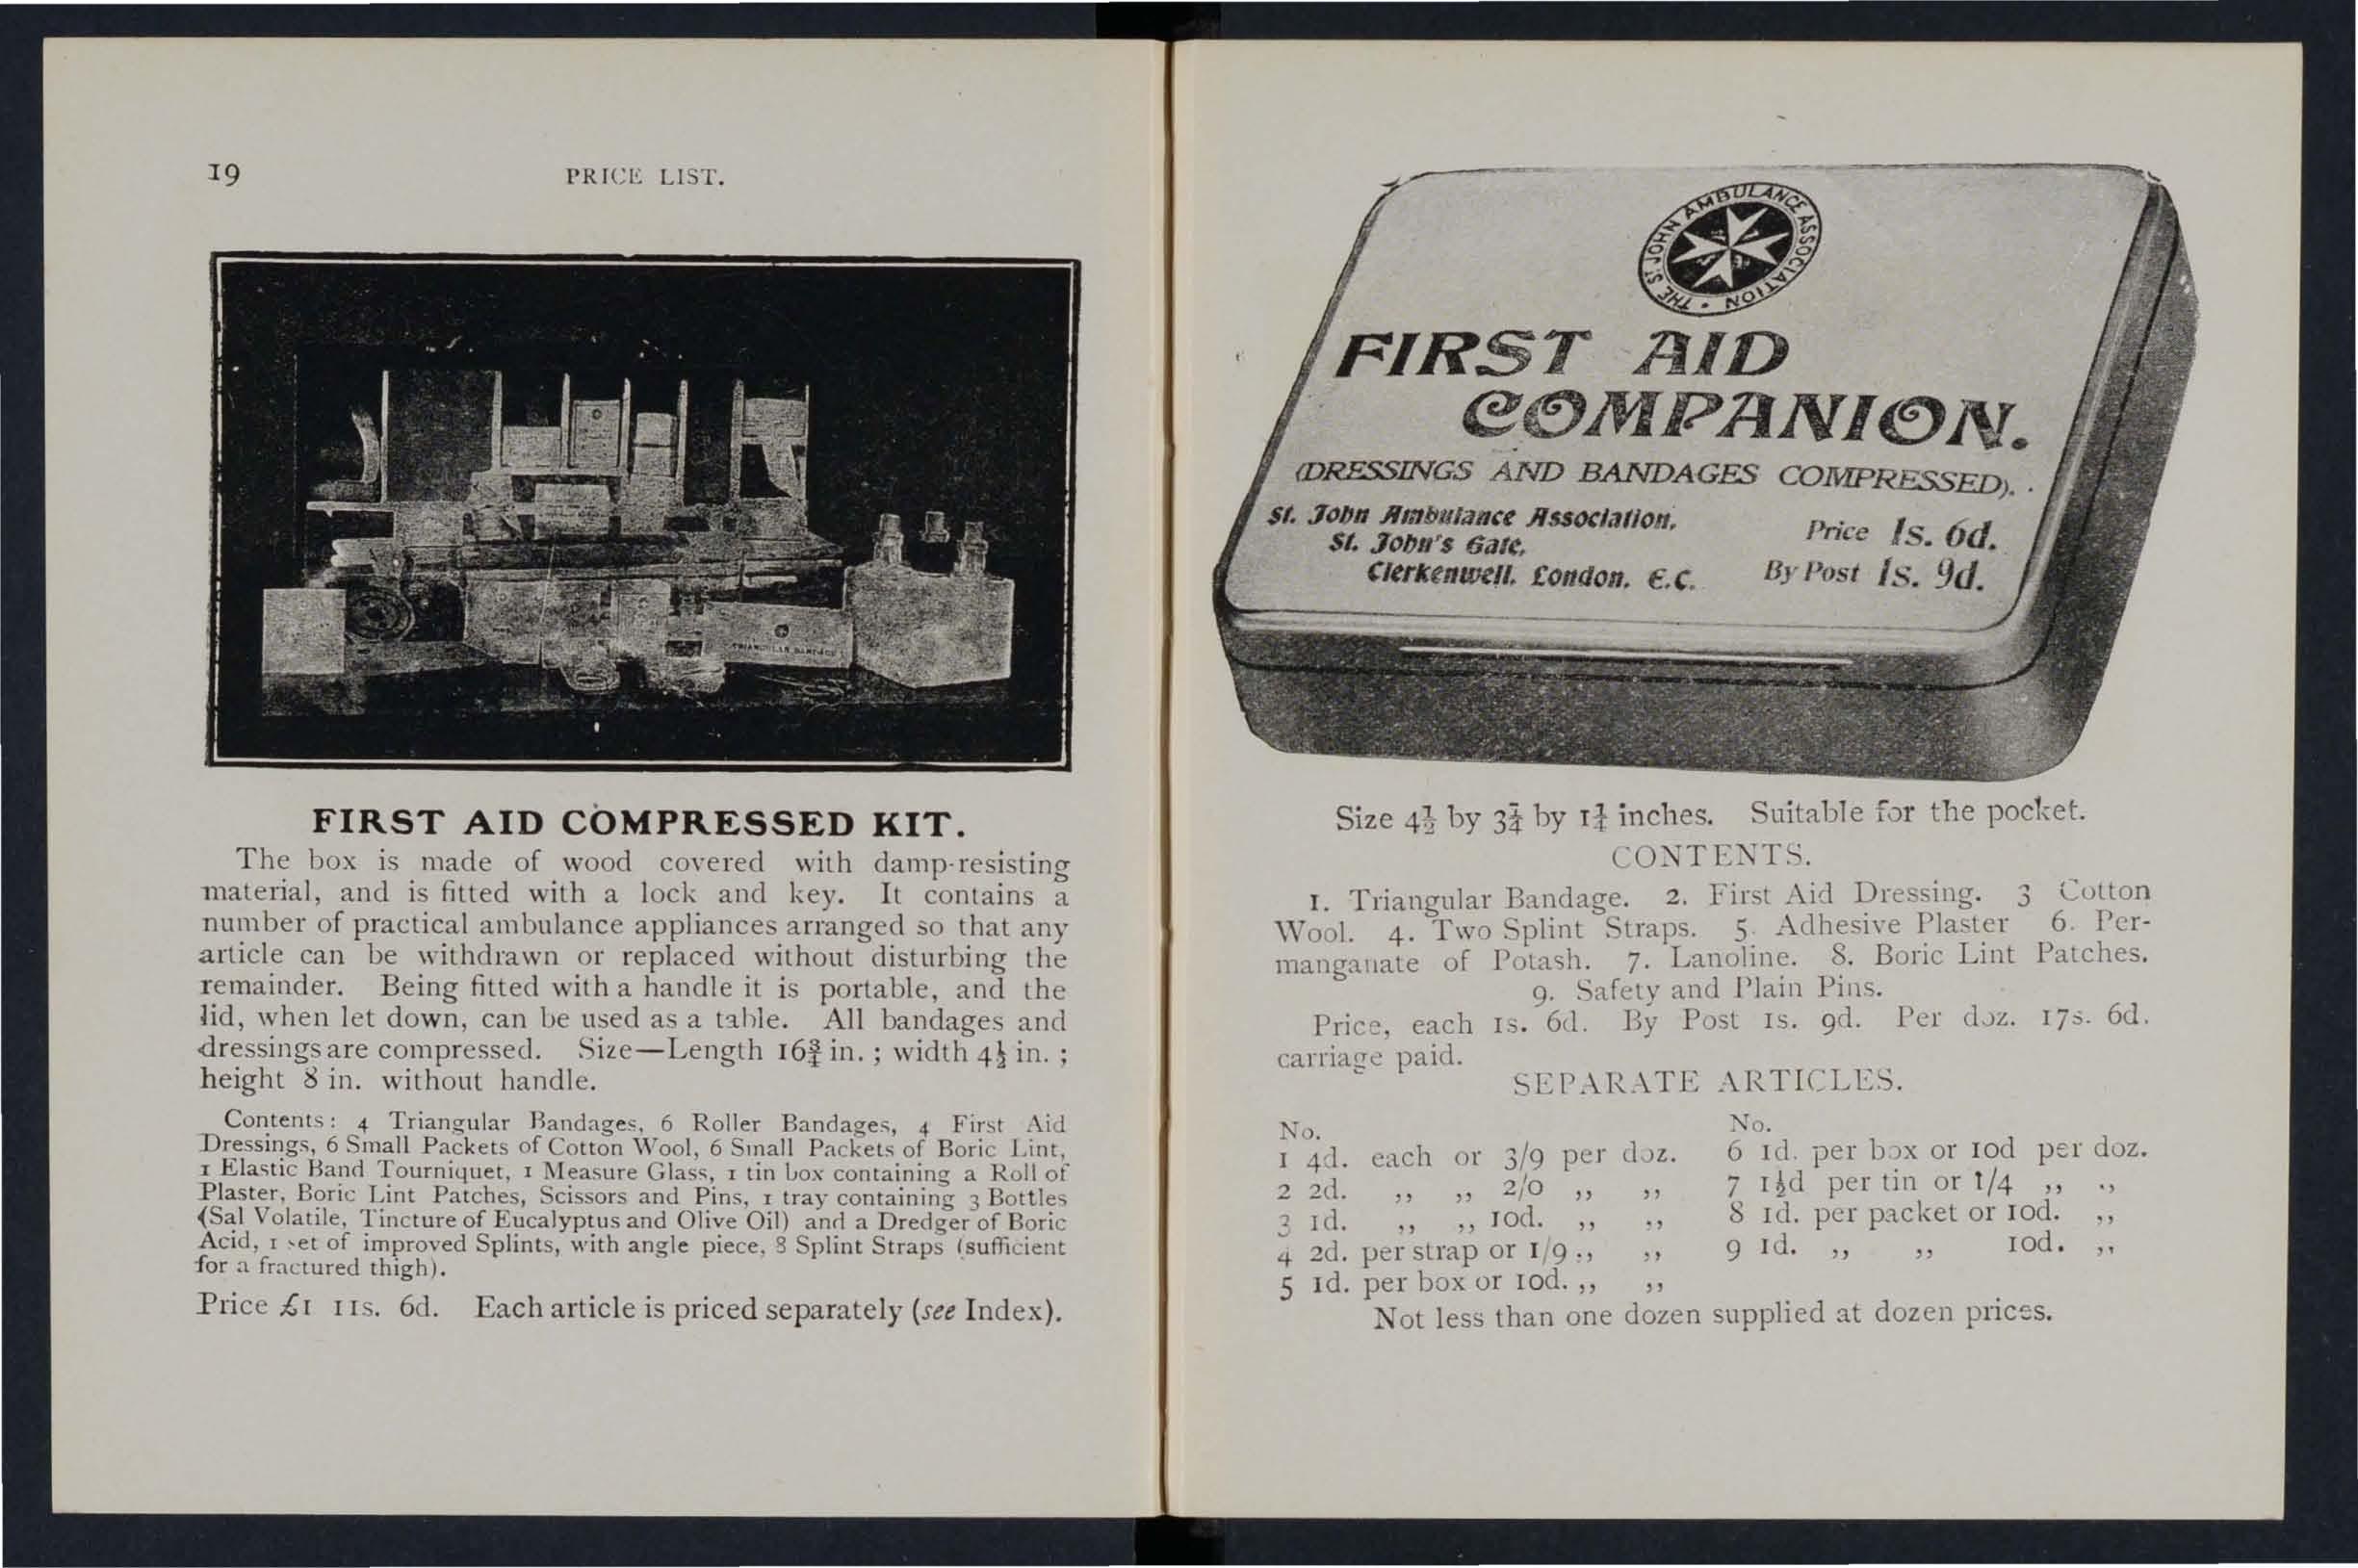 19
PRICE LIST.
TRIANGULAR BANDAGE
FIRST AID COMPRESSED KIT.
The box is made of wood covered with damp-resisting
material, and is fitted with a lock and key. It contains a
number of practical ambulance appliances arranged so that any
article can be withdrawn or replaced without disturbing the
remainder. Being fitted with a handle it is portable, and the
lid, when let down, can be used as a table. All bandages and
dressings are compressed. Size—Length 16¾ in. ; width 4½ in. ;
height 8 in. without handle.
Contents: 4 Triangular Bandages, 6 Roller Bandages, 4 First Aid
Dressings, 6 Small Packets of Cotton Wool, 6 Small Packets of Boric Lint,
1 Elastic Band Tourniquet, 1 Measure Glass, 1 tin box containing a Roll of
Plaster, Boric Lint Patches, Scissors and Pins, 1 tray containing 3 Bottles
(Sal Volatile, Tincture of Eucalyptus and Olive Oil) and a Dredger of Boric
Acid, 1 set of improved Splints, with angle piece, 8 Splint Straps (sufficient
for a fractured thigh).
Price £1 11s. 6d. Each article is priced separately (see Index).
THE ST JOHN AMBULANCE ASSOCIATION
FIRST AID
COMPANION.
(DRESSINGS AND BANDAGES COMPRESSED). .
St. John Ambulance Association,
St. John's Gate,
Clerkenwell, London, E.C.
Price 1s. 6d.
By Post 1s. 9d.
Size 4½ by 3¾ by 1¾ inches. Suitable for the pocket.
CONTENTS.
1. Triangular Bandage. 2. First Aid Dressing. 3 Cotton
Wool. 4. Two Splint Straps. 5. Adhesive Plaster 6. Per-
manganate of Potash. 7. Lanoline. 8. Boric Lint Patches.
9. Safety and Plain Pins.
Price, each 1s. 6d. By Post 1s. 9d. Per doz. 17s. 6d.
carriage paid.
SEPARATE ARTICLES.
No.
1 4d. each or 3/9 per doz.
2 2d. ,, ,, 2/0 ,, ,,
3 1d. ,, ,, 10d. ,, ,,
4 2d. per strap or 1/9 ,, ,,
5 1d. per box or 10d. ,, ,,
No.
6 1d. per box or 10d per doz.
7 1½d per tin or 1/4 ,, ,,
8 1d. per packet or 10d. ,,
9 1d. ,, ,, 10d. ,,
Not less than one dozen supplied at dozen prices.